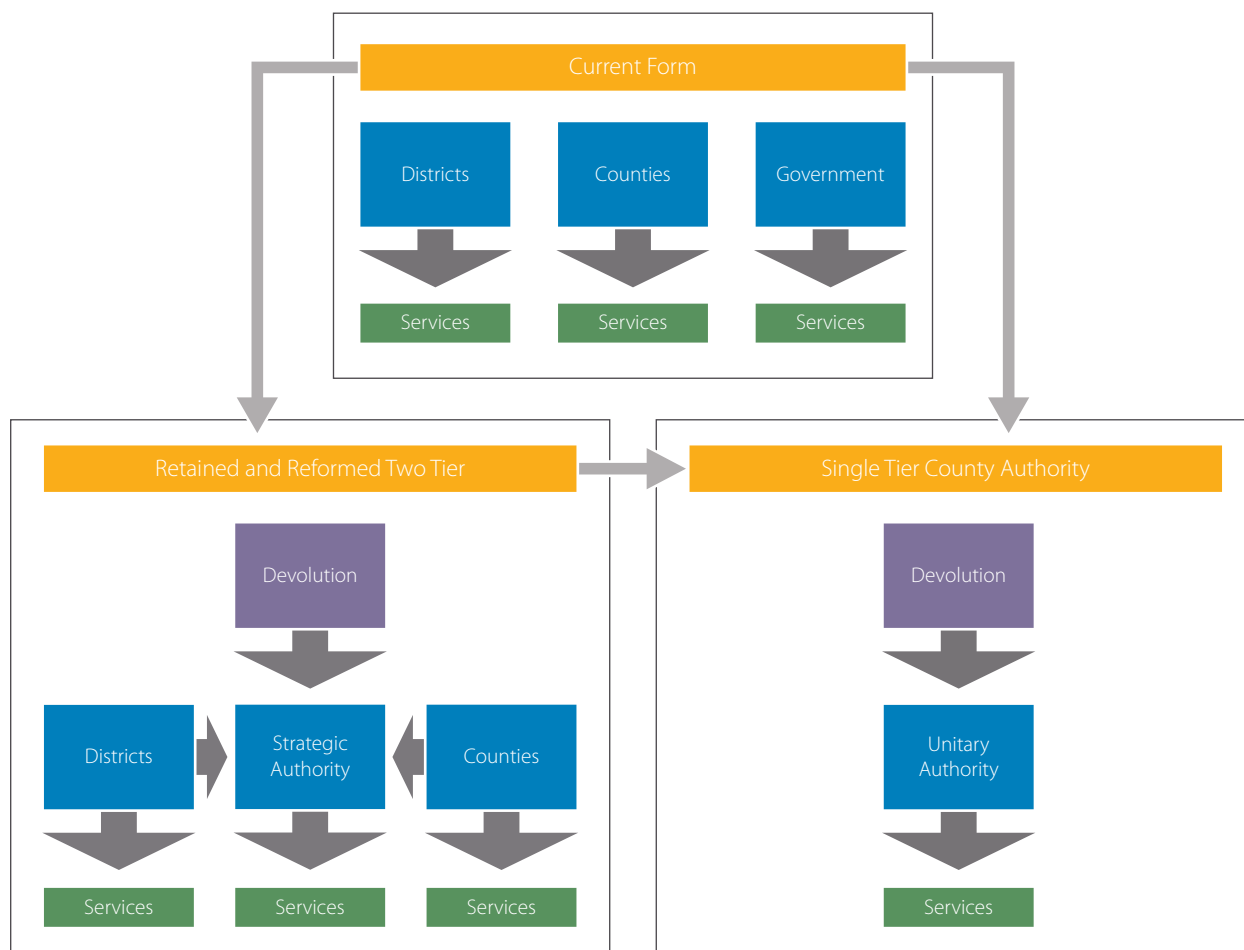 Current Form
Districts
Counties
Government
Services
Services
Services
Retained and Reformed Two Tier
Devolution
Districts
Strategic
Authority
Counties
Services
Services
Services
Single Tier County Authority
Devolution
Unitary
Authority
Services